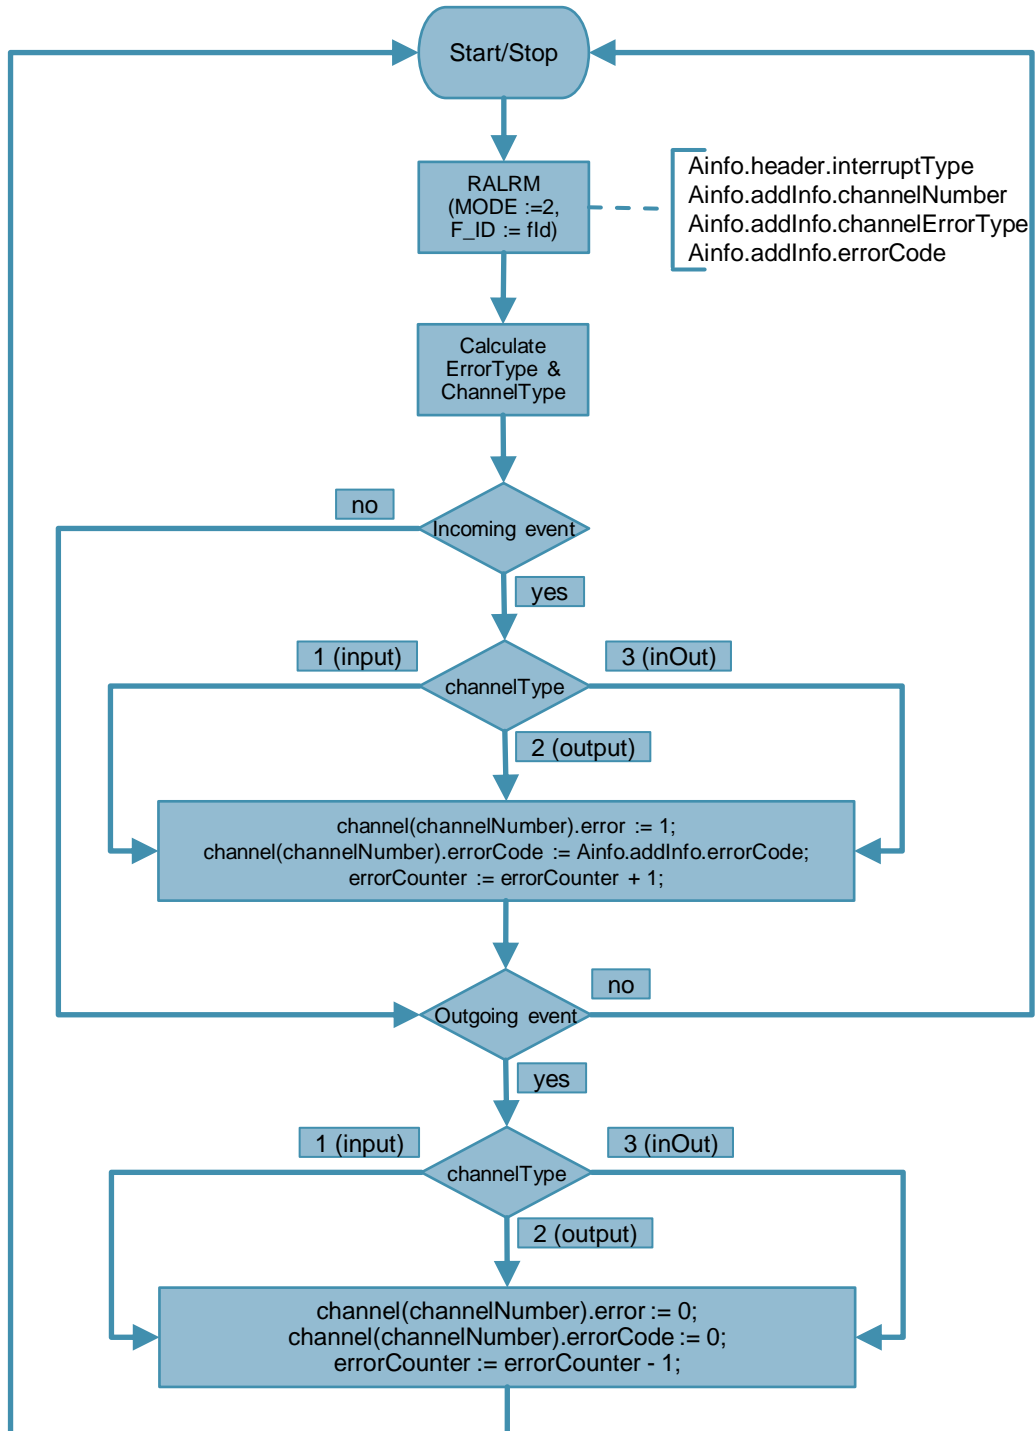 Start/Stop
RALRM
(MODE :=2,
F_ID := fId)
Ainfo.header.interruptType
Ainfo.addInfo.channelNumber
Ainfo.addInfo.channelErrorType
Ainfo.addInfo.errorCode
Calculate
ErrorType &
ChannelType
no
Incoming event
yes
1 (input)
3 (inOut)
channelType
2 (output)
channel(channelNumber).error := 1;
channel(channelNumber).errorCode := Ainfo.addInfo.errorCode;
errorCounter := errorCounter + 1;
no
Outgoing event
yes
1 (input)
3 (inOut)
channelType
2 (output)
channel(channelNumber).error := 0;
channel(channelNumber).errorCode := 0;
errorCounter := errorCounter - 1;